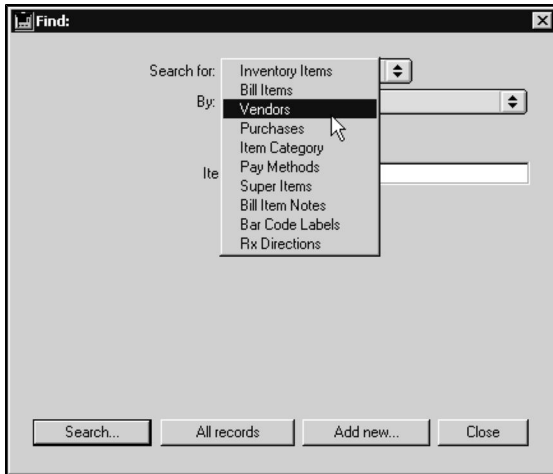 Find:
Search for:
Inventory Items
Bill Items
By:
Vendors
Purchases
Item Category
Ite
Pay Methods
Super Items
Bill Item Notes
Bar Code Labels
Rx Directions
Search...
All records
Add new...
Close